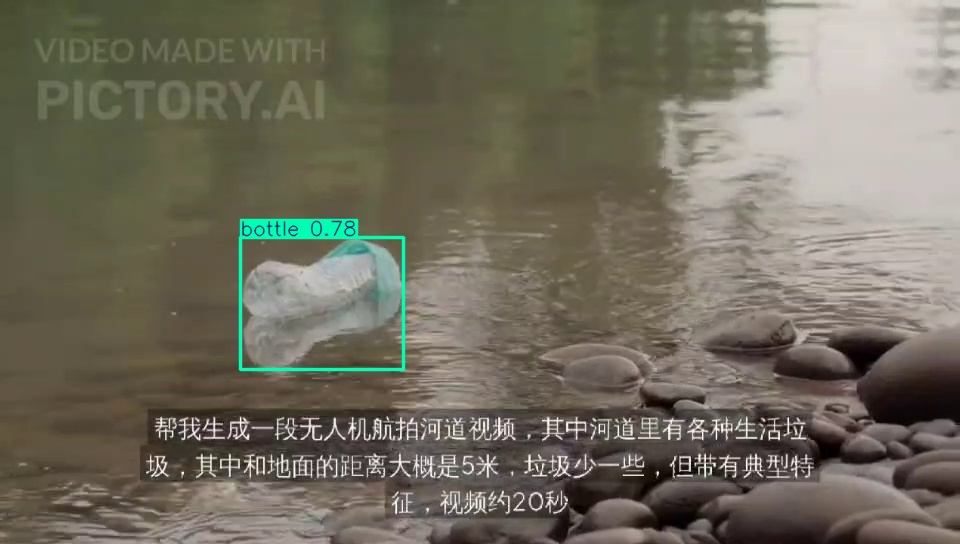 VIDEO MADE WITH
PICTORY.AI
bottle 0.78
帮我生成一段无人机航拍河道视频，其中河道里有各种生活垃
圾，其中和地面的距离大概是5米，垃圾少一些，但带有典型特
征，视频约20秒